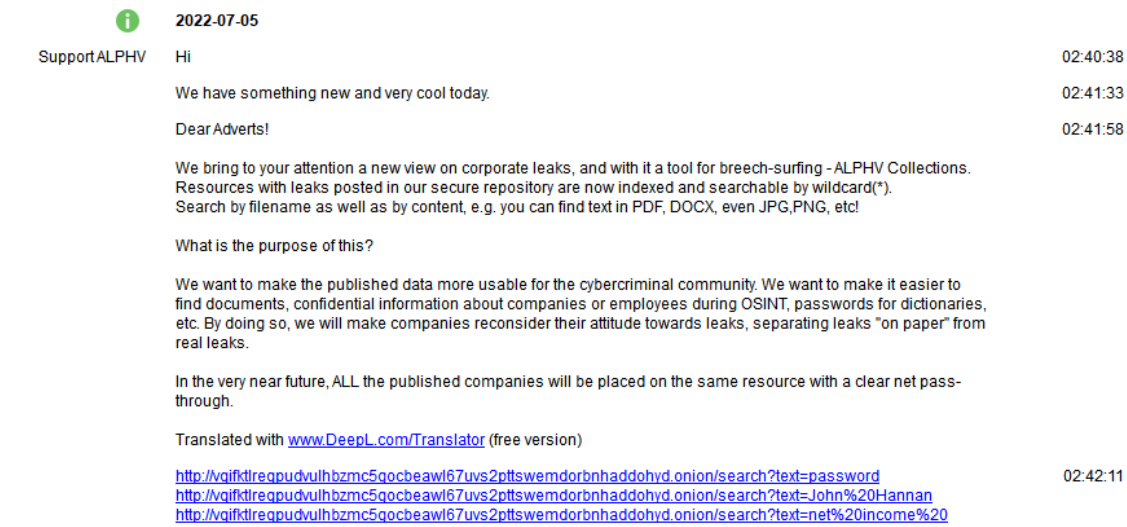 2022-07-05
Support ALPHV Hi 02:40:38
We have something new and very cool today. 02:41:33
Dear Adverts! 02:41:58
We bring to your attention a new view on corporate leaks, and with it a tool for breech-surfing - ALPHV Collections.
Resources with leaks posted in our secure repository are now indexed and searchable by wildcard(*).
Search by filename as well as by content, e.g. you can find text in PDF, DOCX, even JPG,PNG, etc!
What is the purpose of this?
We want to make the published data more usable for the cybercriminal community. We want to make it easier to
find documents, confidential information about companies or employees during OSINT, passwords for dictionaries,
etc. By doing so, we will make companies reconsider their attitude towards leaks, separating leaks "on paper" from
real leaks.
In the very near future, ALL the published companies will be placed on the same resource with a clear net pass-
through.
Translated with www.DeepL.com/Translator (free version)
http://vqifktlreqpudvulhbzmc5gocbeawl67uvs2pttswemdorbnhaddohyd.onion/search?text=password 02:42:11
http://vqifktlreqpudvulhbzmc5gocbeawl67uvs2pttswemdorbnhaddohyd.onion/search?text=John%20Hannan
http://vqifktlreqpudvulhbzmc5gocbeawl67uvs2pttswemdorbnhaddohyd.onion/search?text=net%20income%20